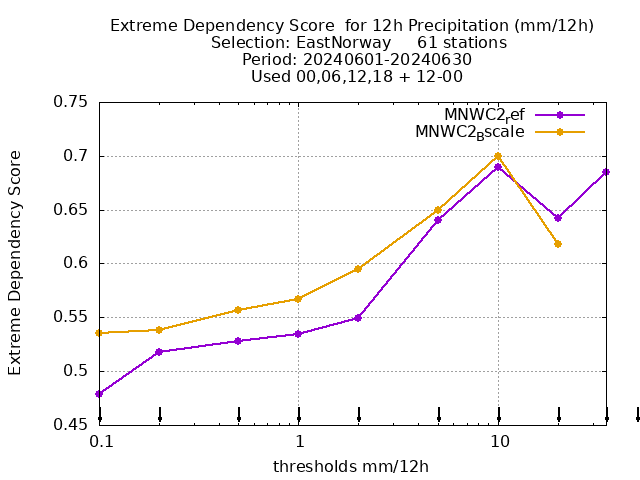 Extreme Dependency Score  for 12h Precipitation (mm/12h)
Selection: EastNorway     61 stations
Period: 20240601-20240630
Used 00,06,12,18 + 12-00
MNWC2ref
MNWC2Bscale
0.75
0.7
0.65
0.6
0.55
0.5
0.45
Extreme Dependency Score
0.1 1 10
thresholds mm/12h